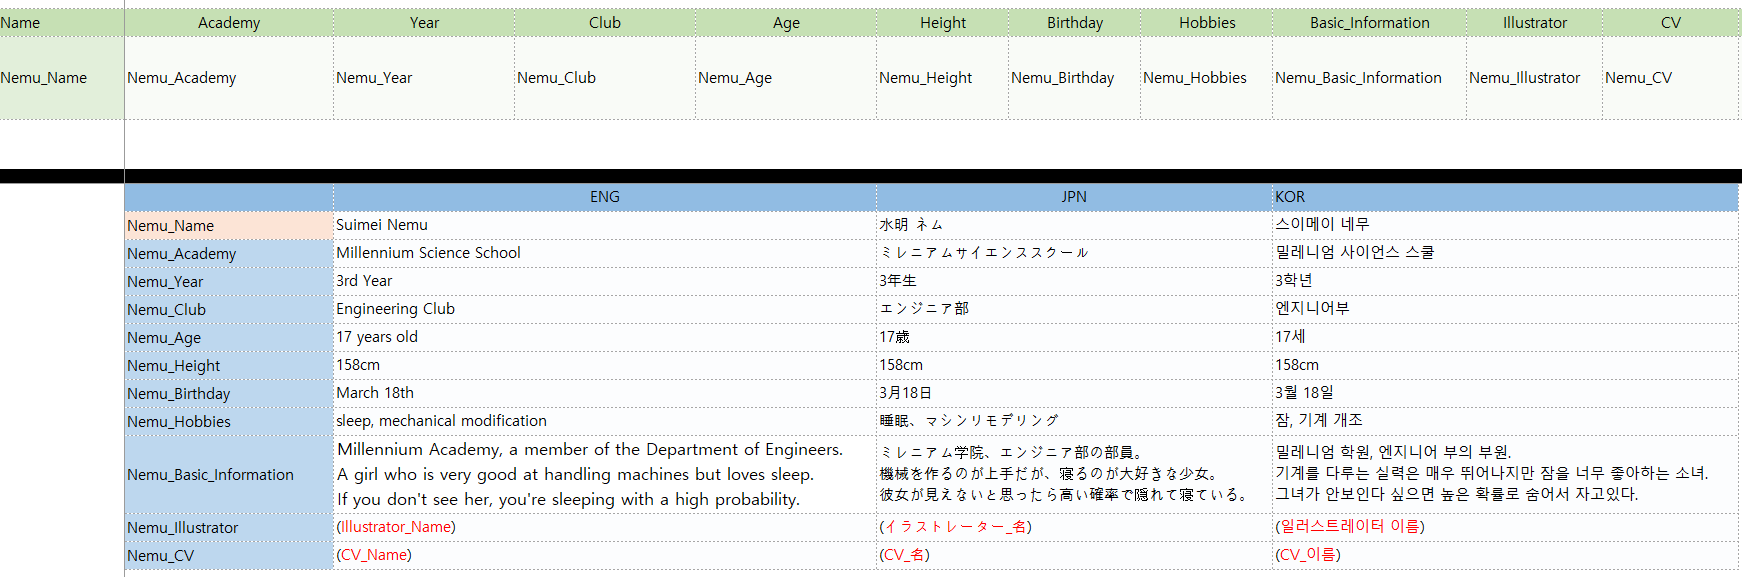 Name Academy Year Club Age Height Birthday Hobbies Basic_Information Illustrator CV
Nemu_Name Nemu_Academy Nemu_Year Nemu_Club Nemu_Age Nemu_Height Nemu_Birthday Nemu_Hobbies Nemu_Basic_Information Nemu_Illustrator Nemu_CV
ENG JPN KOR
Nemu_Name Suimei Nemu 水明 ネム 스이메이 네무
Nemu_Academy Millennium Science School ミレニアムサイエンススクール 밀레니엄 사이언스 스쿨
Nemu_Year 3rd Year 3年生 3학년
Nemu_Club Engineering Club エンジニア部 엔지니어부
Nemu_Age 17 years old 17歳 17세
Nemu_Height 158cm 158cm 158cm
Nemu_Birthday March 18th 3月18日 3월 18일
Nemu_Hobbies sleep, mechanical modification 睡眠、マシンリモデリング 잠, 기계 개조
Nemu_Basic_Information
Millennium Academy, a member of the Department of Engineers.
A girl who is very good at handling machines but loves sleep.
If you don't see her, you're sleeping with a high probability.
ミレニアム学院、エンジニア部の部員。
機械を作るのが上手だが、寝るのが大好きな少女。
彼女が見えないと思ったら高い確率で隠れて寝ている。
밀레니엄 학원, 엔지니어 부의 부원.
기계를 다루는 실력은 매우 뛰어나지만 잠을 너무 좋아하는 소녀.
그녀가 안보인다 싶으면 높은 확률로 숨어서 자고있다.
Nemu_Illustrator (Illustrator_Name) (イラストレーター_名) (일러스트레이터 이름)
Nemu_CV (CV_Name) (CV_名) (CV_이름)